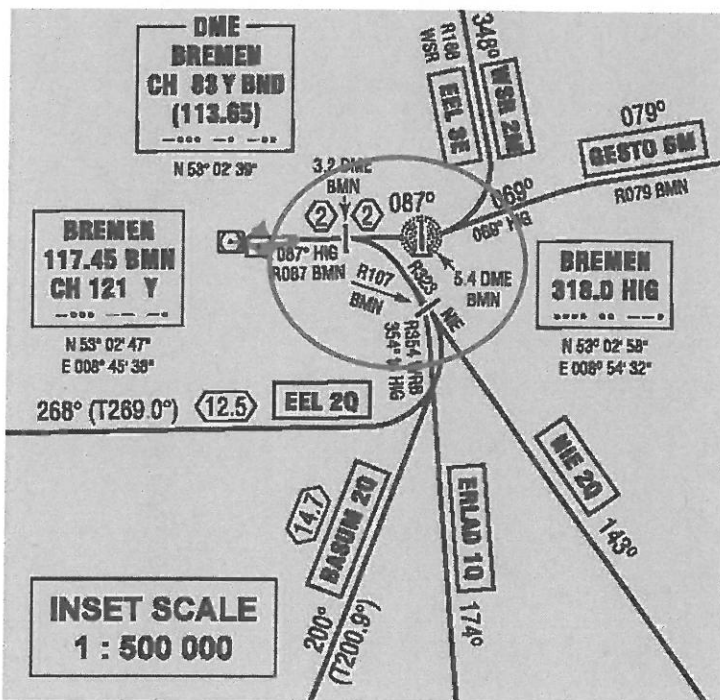 DME
BREMEN
CH 83 Y BND
(113.65)
N 53° 02' 39"
348°
R168
WSR
EEL 5E
WSR 2M
079°
GESTO 5M
R079 BMN
069°
069° HIG
3.2 DME
BMN
2
2
087°
087° HIG
R087 BMN
R107
BMN
R323
NIE
5.4 DME
BMN
BREMEN
117.45 BMN
CH 121 Y
N 53° 02' 47"
E 008° 45' 38"
BREMEN
318.0 HIG
N 53° 02' 58"
E 008° 54' 32"
R354 WRB
354° HIG
268° (T269.0°)
12.5
EEL 2Q
14.7
BASUM 2Q
200°
(T200.9°)
ERLAD 1Q
174°
NIE 2Q
143°
INSET SCALE
1 : 500 000